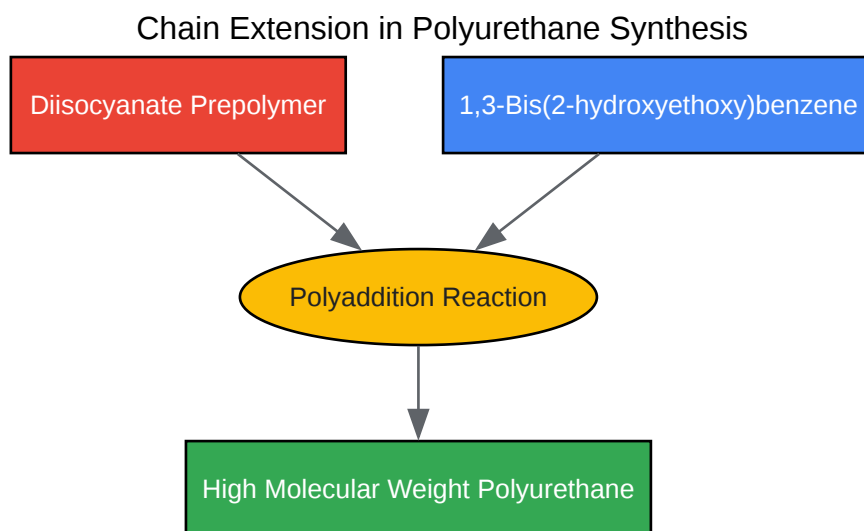 Chain Extension in Polyurethane Synthesis
Diisocyanate Prepolymer
1,3-Bis(2-hydroxyethoxy)benzene
Polyaddition Reaction
High Molecular Weight Polyurethane